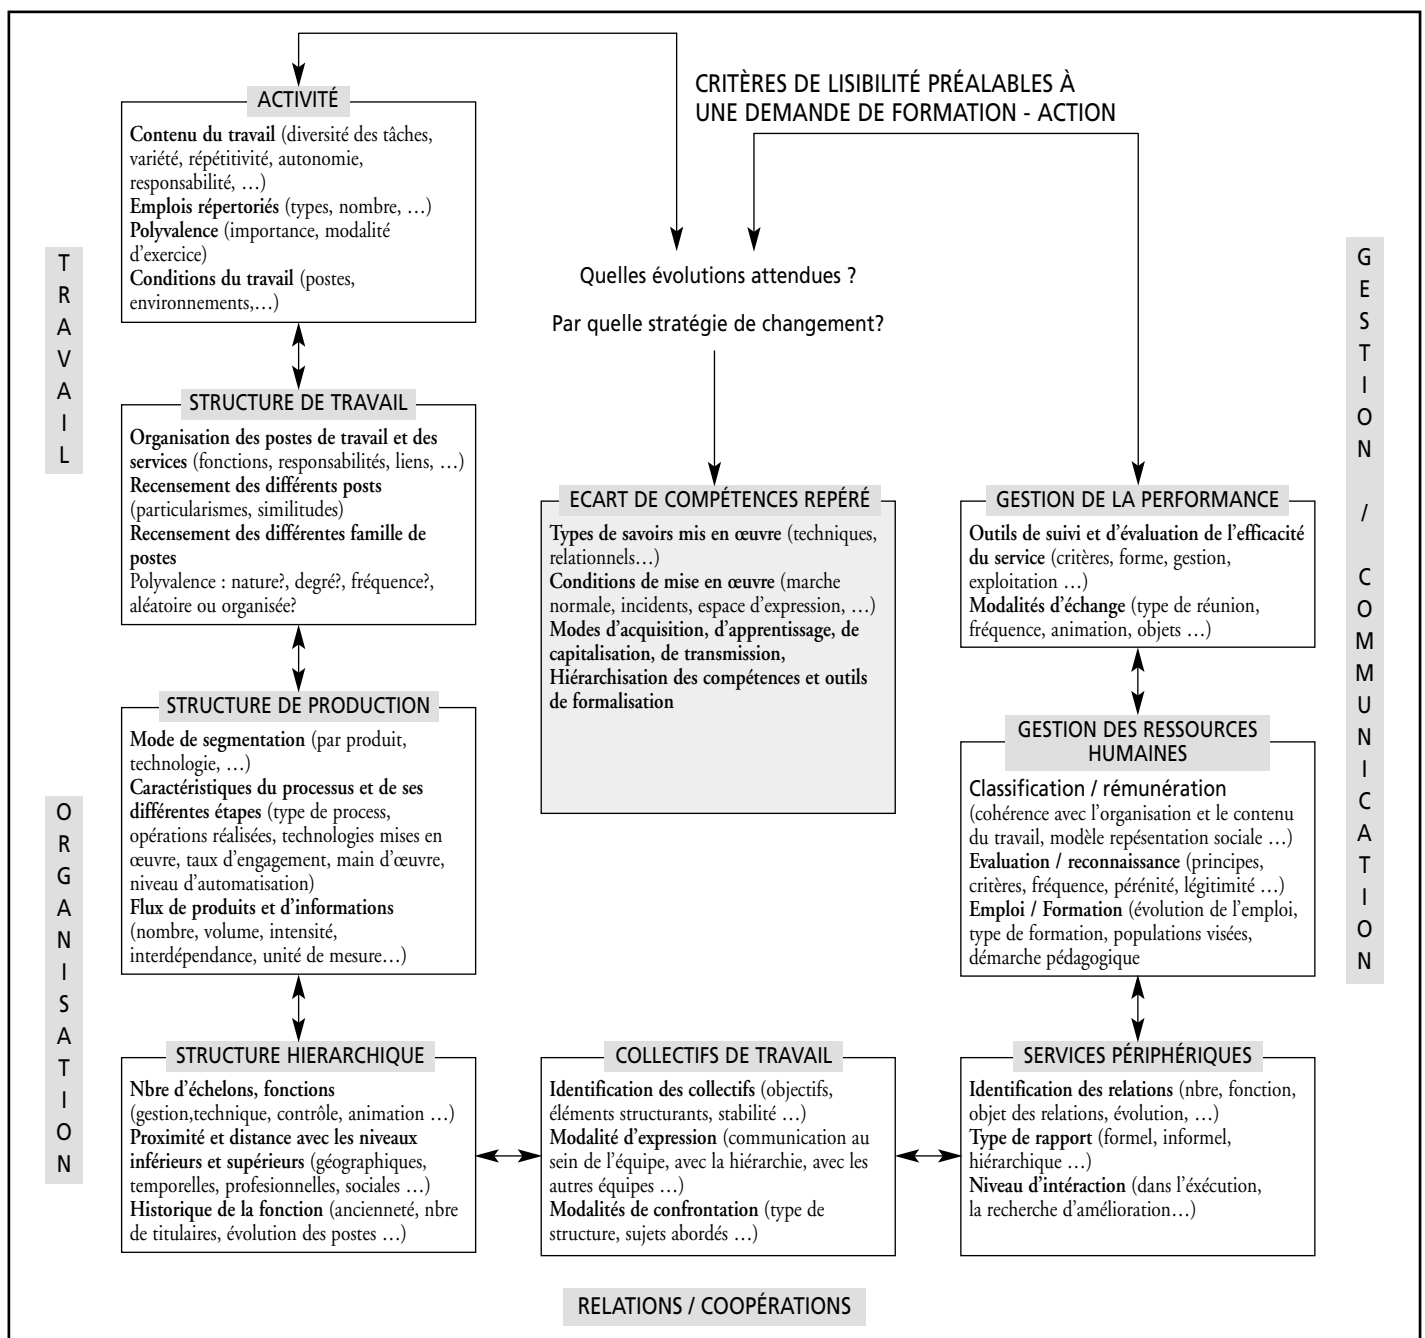 CRITÈRES DE LISIBILITÉ PRÉALABLES À
UNE DEMANDE DE FORMATION - ACTION
Quelles évolutions attendues ?
Par quelle stratégie de changement?
TRAVAIL
ACTIVITÉ
Contenu du travail (diversité des tâches,
variété, répétitivité, autonomie,
responsabilité, …)
Emplois répertoriés (types, nombre, …)
Polyvalence (importance, modalité
d'exercice)
Conditions du travail (postes,
environnements,…)
STRUCTURE DE TRAVAIL
Organisation des postes de travail et des
services (fonctions, responsabilités, liens, …)
Recensement des différents posts
(particularismes, similitudes)
Recensement des différentes famille de
postes
Polyvalence : nature?, degré?, fréquence?,
aléatoire ou organisée?
ORGANISATION
STRUCTURE DE PRODUCTION
Mode de segmentation (par produit,
technologie, …)
Caractéristiques du processus et de ses
différentes étapes (type de process,
opérations réalisées, technologies mises en
œuvre, taux d'engagement, main d'œuvre,
niveau d'automatisation)
Flux de produits et d'informations
(nombre, volume, intensité,
interdépendance, unité de mesure…)
STRUCTURE HIERARCHIQUE
Nbre d'échelons, fonctions
(gestion,technique, contrôle, animation …)
Proximité et distance avec les niveaux
inférieurs et supérieurs (géographiques,
temporelles, profesionnelles, sociales …)
Historique de la fonction (ancienneté, nbre
de titulaires, évolution des postes …)
ECART DE COMPÉTENCES REPÉRÉ
Types de savoirs mis en œuvre (techniques,
relationnels…)
Conditions de mise en œuvre (marche
normale, incidents, espace d'expression, …)
Modes d'acquisition, d'apprentissage, de
capitalisation, de transmission,
Hiérarchisation des compétences et outils
de formalisation
COLLECTIFS DE TRAVAIL
Identification des collectifs (objectifs,
éléments structurants, stabilité …)
Modalité d'expression (communication au
sein de l'équipe, avec la hiérarchie, avec les
autres équipes …)
Modalités de confrontation (type de
structure, sujets abordés …)
GESTION / COMMUNICATION
GESTION DE LA PERFORMANCE
Outils de suivi et d'évaluation de l'efficacité
du service (critères, forme, gestion,
exploitation …)
Modalités d'échange (type de réunion,
fréquence, animation, objets …)
GESTION DES RESSOURCES
HUMAINES
Classification / rémunération
(cohérence avec l'organisation et le contenu
du travail, modèle repésentation sociale …)
Evaluation / reconnaissance (principes,
critères, fréquence, pérénité, légitimité …)
Emploi / Formation (évolution de l'emploi,
type de formation, populations visées,
démarche pédagogique
SERVICES PÉRIPHÉRIQUES
Identification des relations (nbre, fonction,
objet des relations, évolution, …)
Type de rapport (formel, informel,
hiérarchique …)
Niveau d'intéraction (dans l'éxécution,
la recherche d'amélioration…)
RELATIONS / COOPÉRATIONS